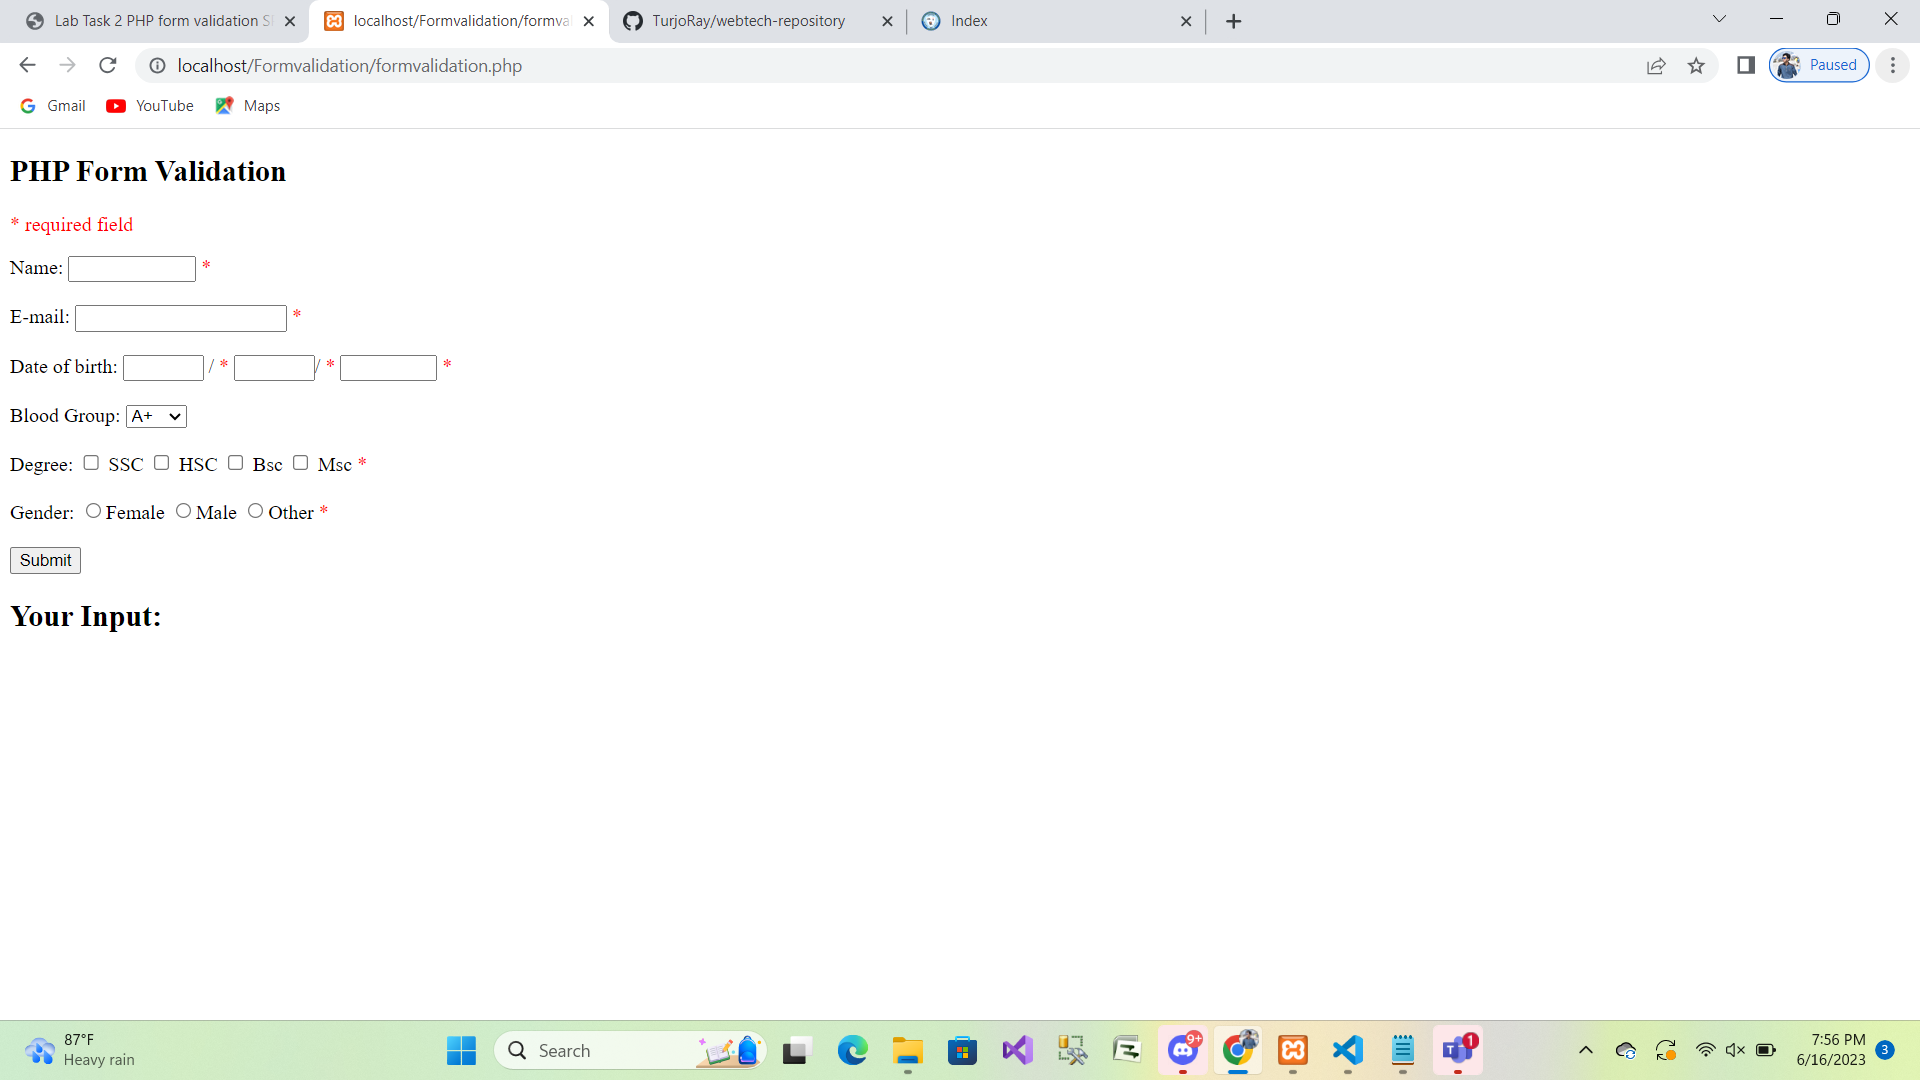 Lab Task 2 PHP form validation
localhost/Formvalidation/formva
TurjoRay/webtech-repository
Index
localhost/Formvalidation/formvalidation.php
Paused
Gmail
YouTube
Maps
PHP Form Validation
* required field
Name: *
E-mail: *
Date of birth: / * / * *
Blood Group: A+
Degree: SSC HSC Bsc Msc *
Gender: Female Male Other *
Submit
Your Input:
87°F
Heavy rain
Search
9+
1
7:56 PM
6/16/2023
3